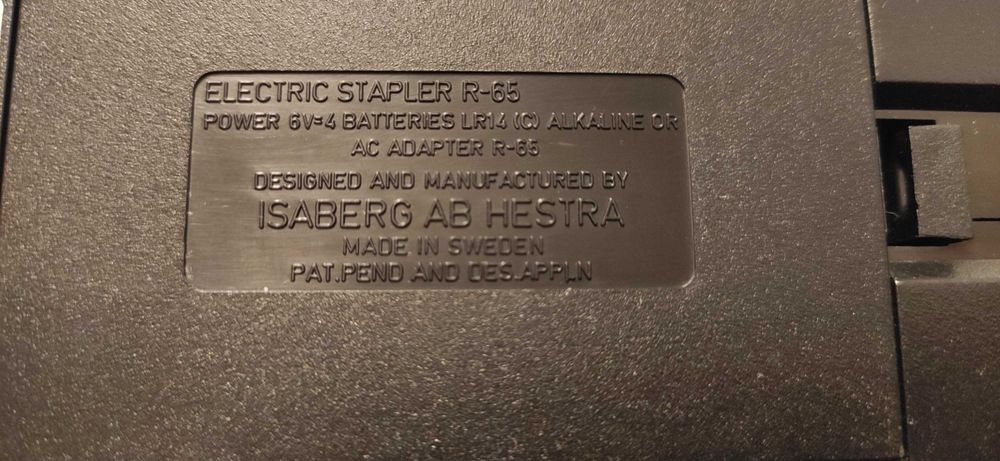 ELECTRIC STAPLER R-65
POWER 6V=4 BATTERIES LR14 (C) ALKALINE OR
AC ADAPTER R-65
DESIGNED AND MANUFACTURED BY
ISABERG AB HESTRA
MADE IN SWEDEN
PAT.PEND AND DES.APPLN